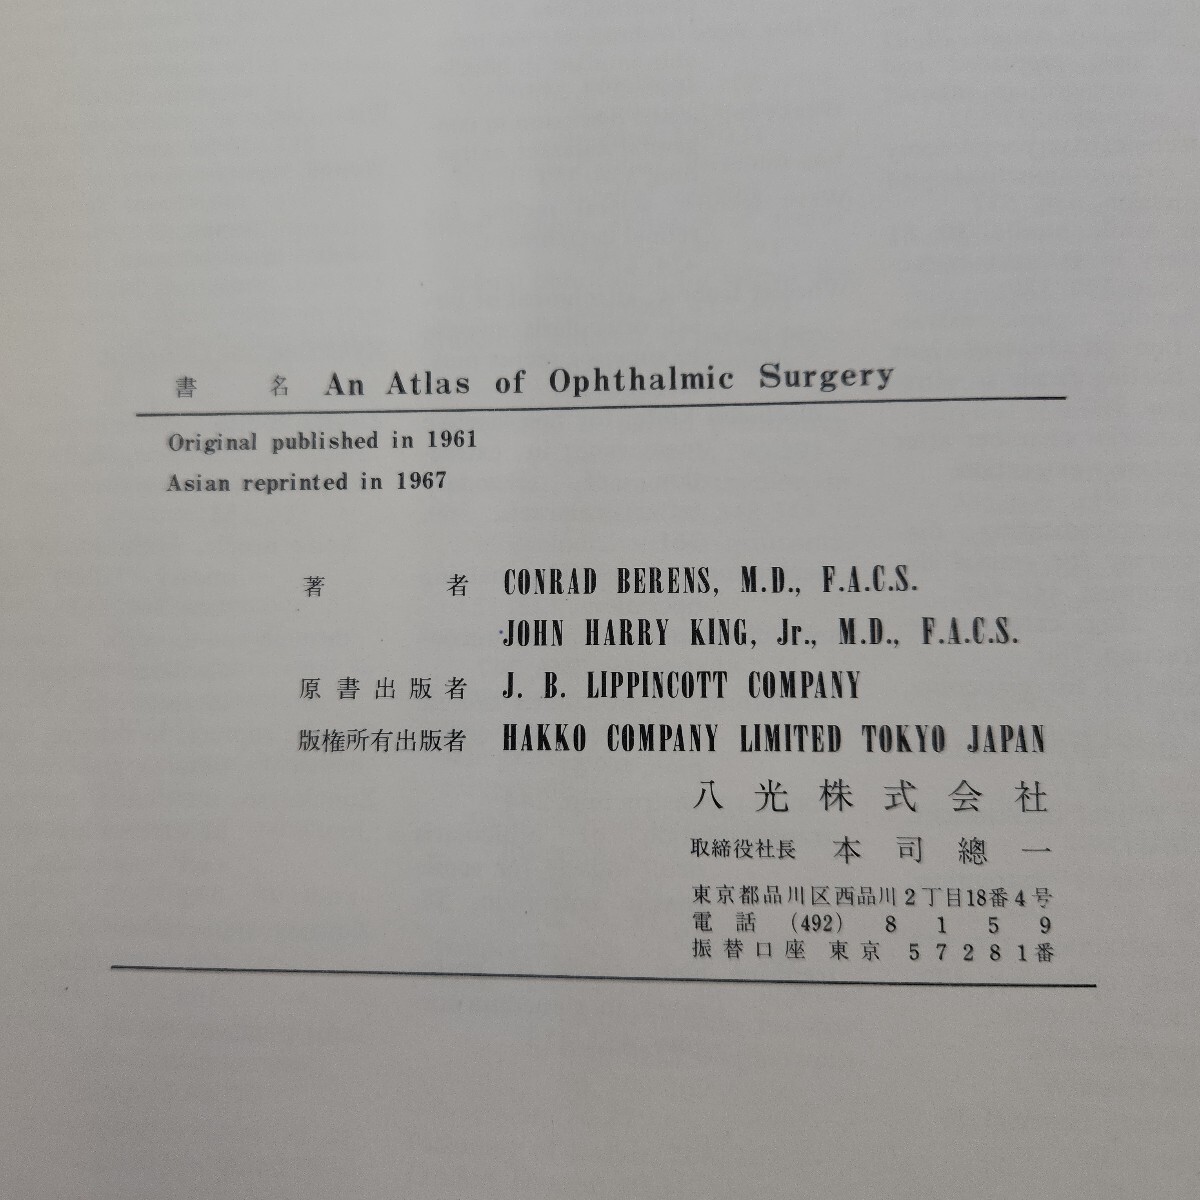 書名 An Atlas of Ophthalmic Surgery
Original published in 1961
Asian reprinted in 1967
著者 CONRAD BERENS, M.D., F.A.C.S.
JOHN HARRY KING, Jr., M.D., F.A.C.S.
原書出版者 J. B. LIPPINCOTT COMPANY
版権所有出版者 HAKKO COMPANY LIMITED TOKYO JAPAN
八光株式会社
取締役社長 本司總一
東京都品川区西品川2丁目18番4号
電話 (492) 8159
振替口座 東京 57281番